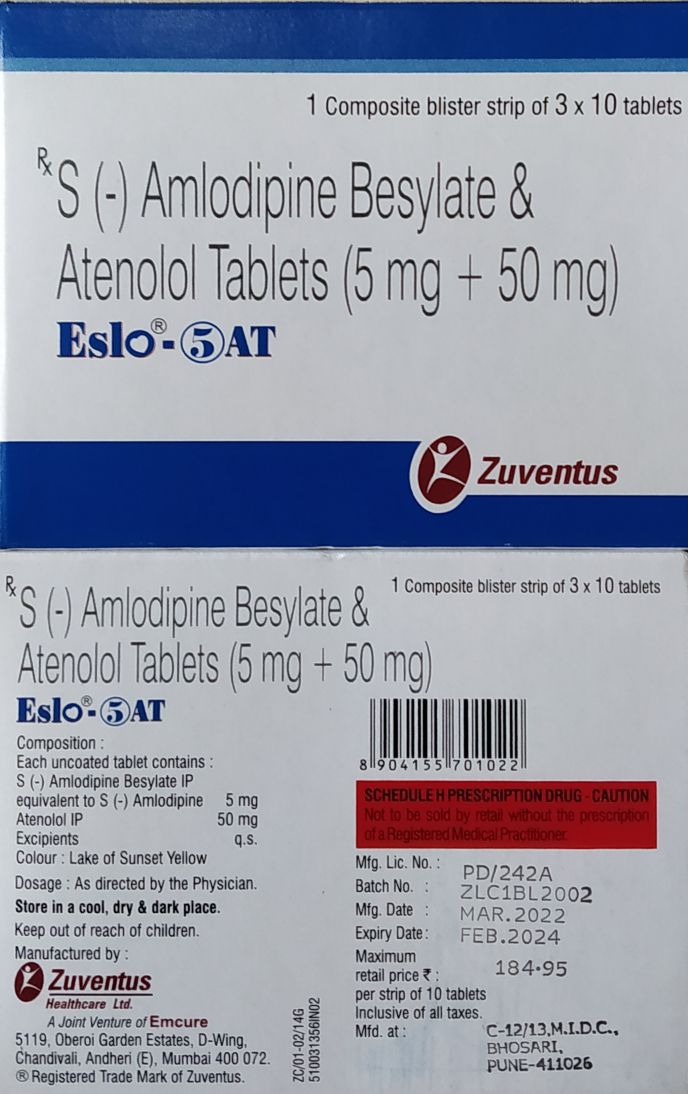 1 Composite blister strip of 3 x 10 tablets
Rx S (-) Amlodipine Besylate &
Atenolol Tablets (5 mg + 50 mg)
Eslo®-5AT
Zuventus
Rx S (-) Amlodipine Besylate &
Atenolol Tablets (5 mg + 50 mg)
Eslo®-5AT
1 Composite blister strip of 3 x 10 tablets
Composition :
Each uncoated tablet contains :
S (-) Amlodipine Besylate IP
equivalent to S (-) Amlodipine 5 mg
Atenolol IP 50 mg
Excipients q.s.
Colour : Lake of Sunset Yellow
Dosage : As directed by the Physician.
Store in a cool, dry & dark place.
Keep out of reach of children.
Manufactured by :
Zuventus
Healthcare Ltd.
A Joint Venture of Emcure
5119, Oberoi Garden Estates, D-Wing,
Chandivali, Andheri (E), Mumbai 400 072.
® Registered Trade Mark of Zuventus.
ZC/01-02/14G
510031356IN02
8 904155 701022
SCHEDULE H PRESCRIPTION DRUG - CAUTION
Not to be sold by retail without the prescription
of a Registered Medical Practitioner.
Mfg. Lic. No. : PD/242A
Batch No. : ZLC1BL2002
Mfg. Date : MAR.2022
Expiry Date : FEB.2024
Maximum
retail price ₹ : 184.95
per strip of 10 tablets
Inclusive of all taxes.
Mfd. at : C-12/13,M.I.D.C.,
BHOSARI,
PUNE-411026